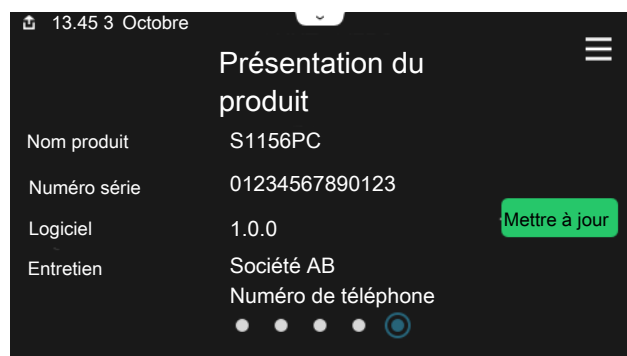 13.45 3 Octobre
Présentation du
produit
Nom produit S1156PC
Numéro série 01234567890123
Logiciel 1.0.0 Mettre à jour
Entretien Société AB
Numéro de téléphone